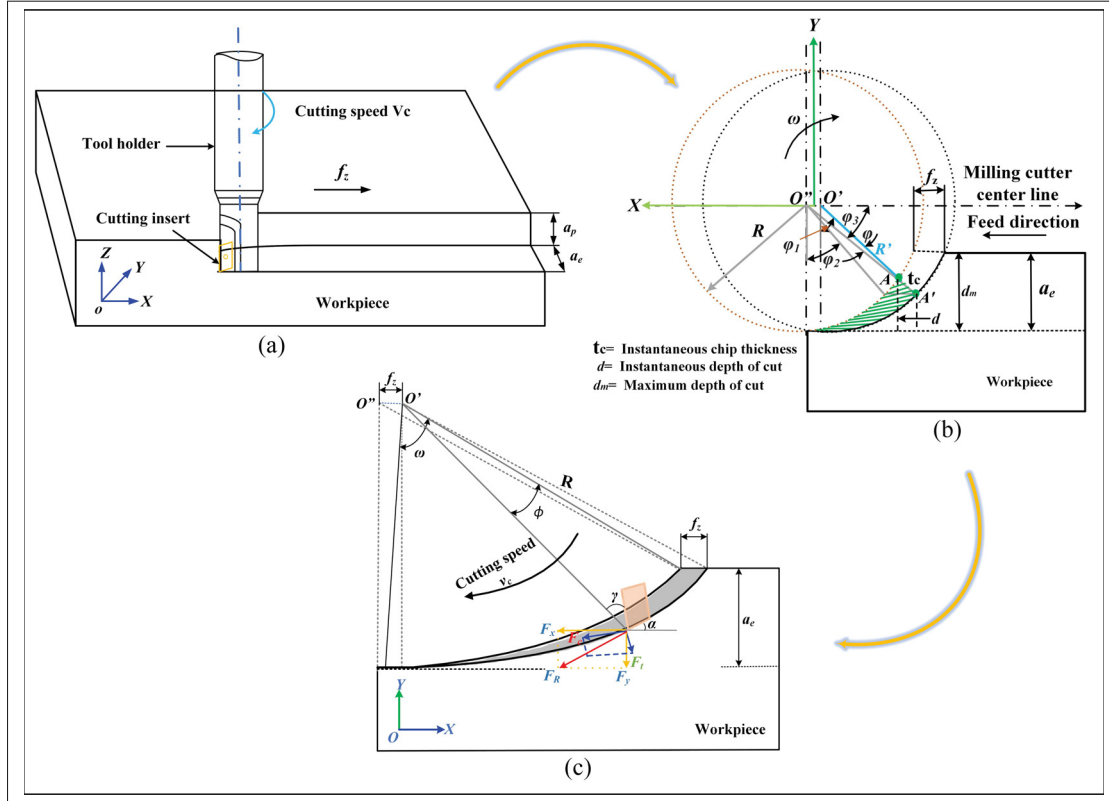 Cutting speed Vc
Tool holder
f_z
Cutting insert
a_p
a_e
Z
Y
X
o
Workpiece
(a)
Y
ω
f_z
Milling cutter
center line
X
O''
O'
Feed direction
R
φ_3
φ_1
φ
R'
φ_2
A
tc
A'
d_m
a_e
d
tc= Instantaneous chip thickness
d= Instantaneous depth of cut
d_m= Maximum depth of cut
Workpiece
(b)
f_z
O''
O'
ω
R
ϕ
f_z
Cutting speed
v_c
γ
α
a_e
F_x
F_t
F_R
F_y
Y
O
X
Workpiece
(c)